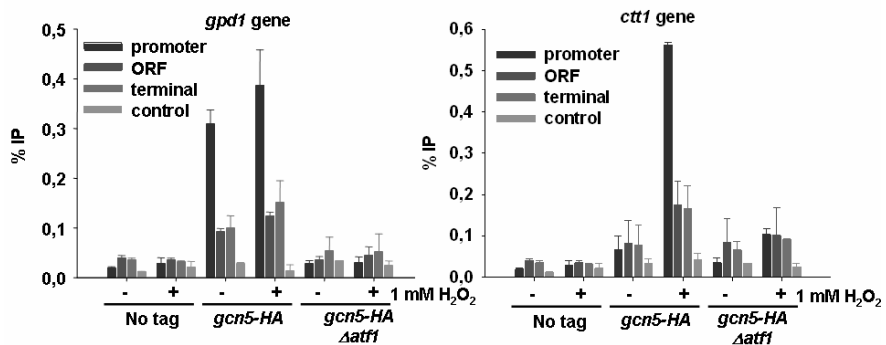 gpd1 gene
0,5
0,4
0,3
0,2
0,1
0,0
% IP
promoter
ORF
terminal
control
- + - + - + 1 mM H₂O₂
No tag gcn5-HA gcn5-HA
Δatf1
ctt1 gene
0,6
0,5
0,4
0,3
0,2
0,1
0,0
% IP
promoter
ORF
terminal
control
- + - + - + 1 mM H₂O₂
No tag gcn5-HA gcn5-HA
Δatf1